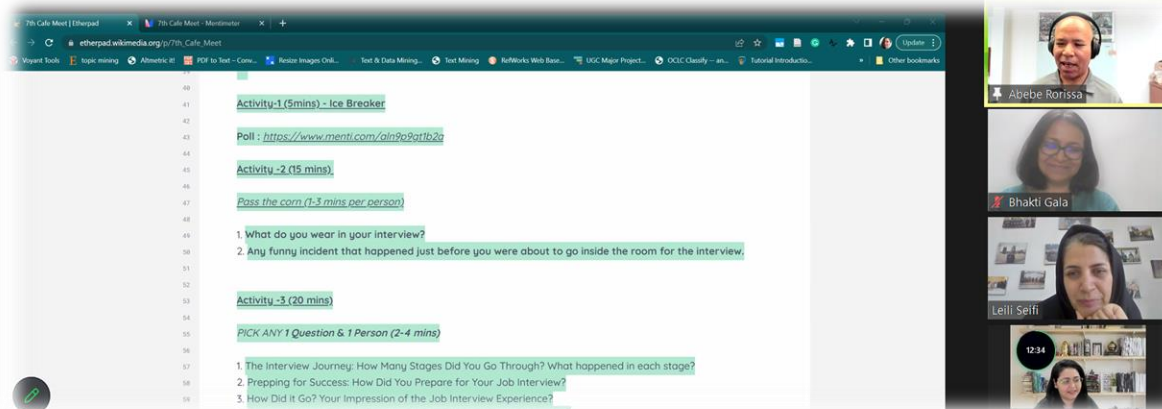 7th Cafe Meet | Etherpad
7th Cafe Meet - Mentimeter
etherpad.wikimedia.org/p/7th_Cafe_Meet
Update
Voyant Tools
topic mining
Altmetric it!
PDF to Text – Conv...
Resize Images Onli...
Text & Data Mining...
Text Mining
RefWorks Web Base...
UGC Major Project...
OCLC Classify -- an...
Tutorial Introductio...
Other bookmarks
40
41 Activity-1 (5mins) - Ice Breaker
42
43 Poll : https://www.menti.com/aln9p9qt1b2a
44
45 Activity -2 (15 mins)
46
47 Pass the corn (1-3 mins per person)
48
49 1. What do you wear in your interview?
50 2. Any funny incident that happened just before you were about to go inside the room for the interview.
51
52
53 Activity -3 (20 mins)
54
55 PICK ANY 1 Question & 1 Person (2-4 mins)
56
57 1. The Interview Journey: How Many Stages Did You Go Through? What happened in each stage?
58 2. Prepping for Success: How Did You Prepare for Your Job Interview?
59 3. How Did it Go? Your Impression of the Job Interview Experience?
Abebe Rorissa
Bhakti Gala
Leili Seifi
12:34